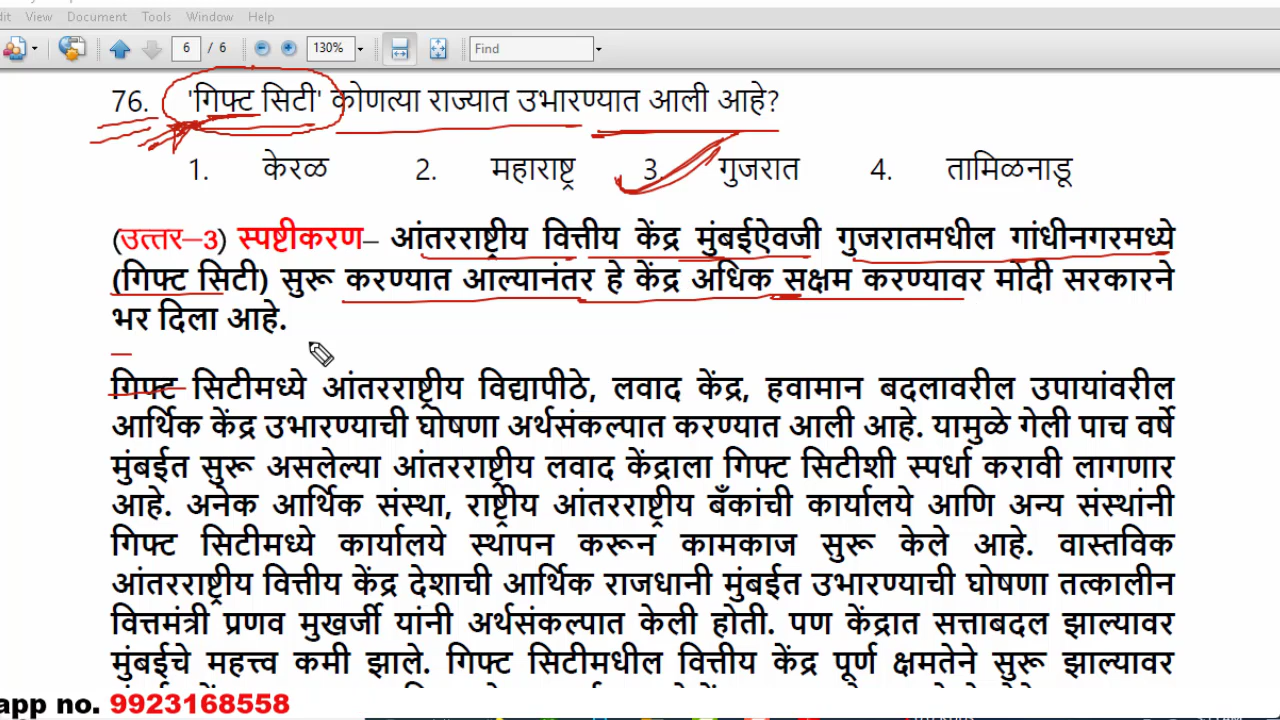 dit View Document Tools Window Help
6 / 6 130% Find
76. 'गिफ्ट सिटी' कोणत्या राज्यात उभारण्यात आली आहे?
1. केरळ 2. महाराष्ट्र 3. गुजरात 4. तामिळनाडू
(उत्तर–3) स्पष्टीकरण– आंतरराष्ट्रीय वित्तीय केंद्र मुंबईऐवजी गुजरातमधील गांधीनगरमध्ये
(गिफ्ट सिटी) सुरू करण्यात आल्यानंतर हे केंद्र अधिक सक्षम करण्यावर मोदी सरकारने
भर दिला आहे.
गिफ्ट सिटीमध्ये आंतरराष्ट्रीय विद्यापीठे, लवाद केंद्र, हवामान बदलावरील उपायांवरील
आर्थिक केंद्र उभारण्याची घोषणा अर्थसंकल्पात करण्यात आली आहे. यामुळे गेली पाच वर्षे
मुंबईत सुरू असलेल्या आंतरराष्ट्रीय लवाद केंद्राला गिफ्ट सिटीशी स्पर्धा करावी लागणार
आहे. अनेक आर्थिक संस्था, राष्ट्रीय आंतरराष्ट्रीय बँकांची कार्यालये आणि अन्य संस्थांनी
गिफ्ट सिटीमध्ये कार्यालये स्थापन करून कामकाज सुरू केले आहे. वास्तविक
आंतरराष्ट्रीय वित्तीय केंद्र देशाची आर्थिक राजधानी मुंबईत उभारण्याची घोषणा तत्कालीन
वित्तमंत्री प्रणव मुखर्जी यांनी अर्थसंकल्पात केली होती. पण केंद्रात सत्ताबदल झाल्यावर
मुंबईचे महत्त्व कमी झाले. गिफ्ट सिटीमधील वित्तीय केंद्र पूर्ण क्षमतेने सुरू झाल्यावर
app no. 9923168558